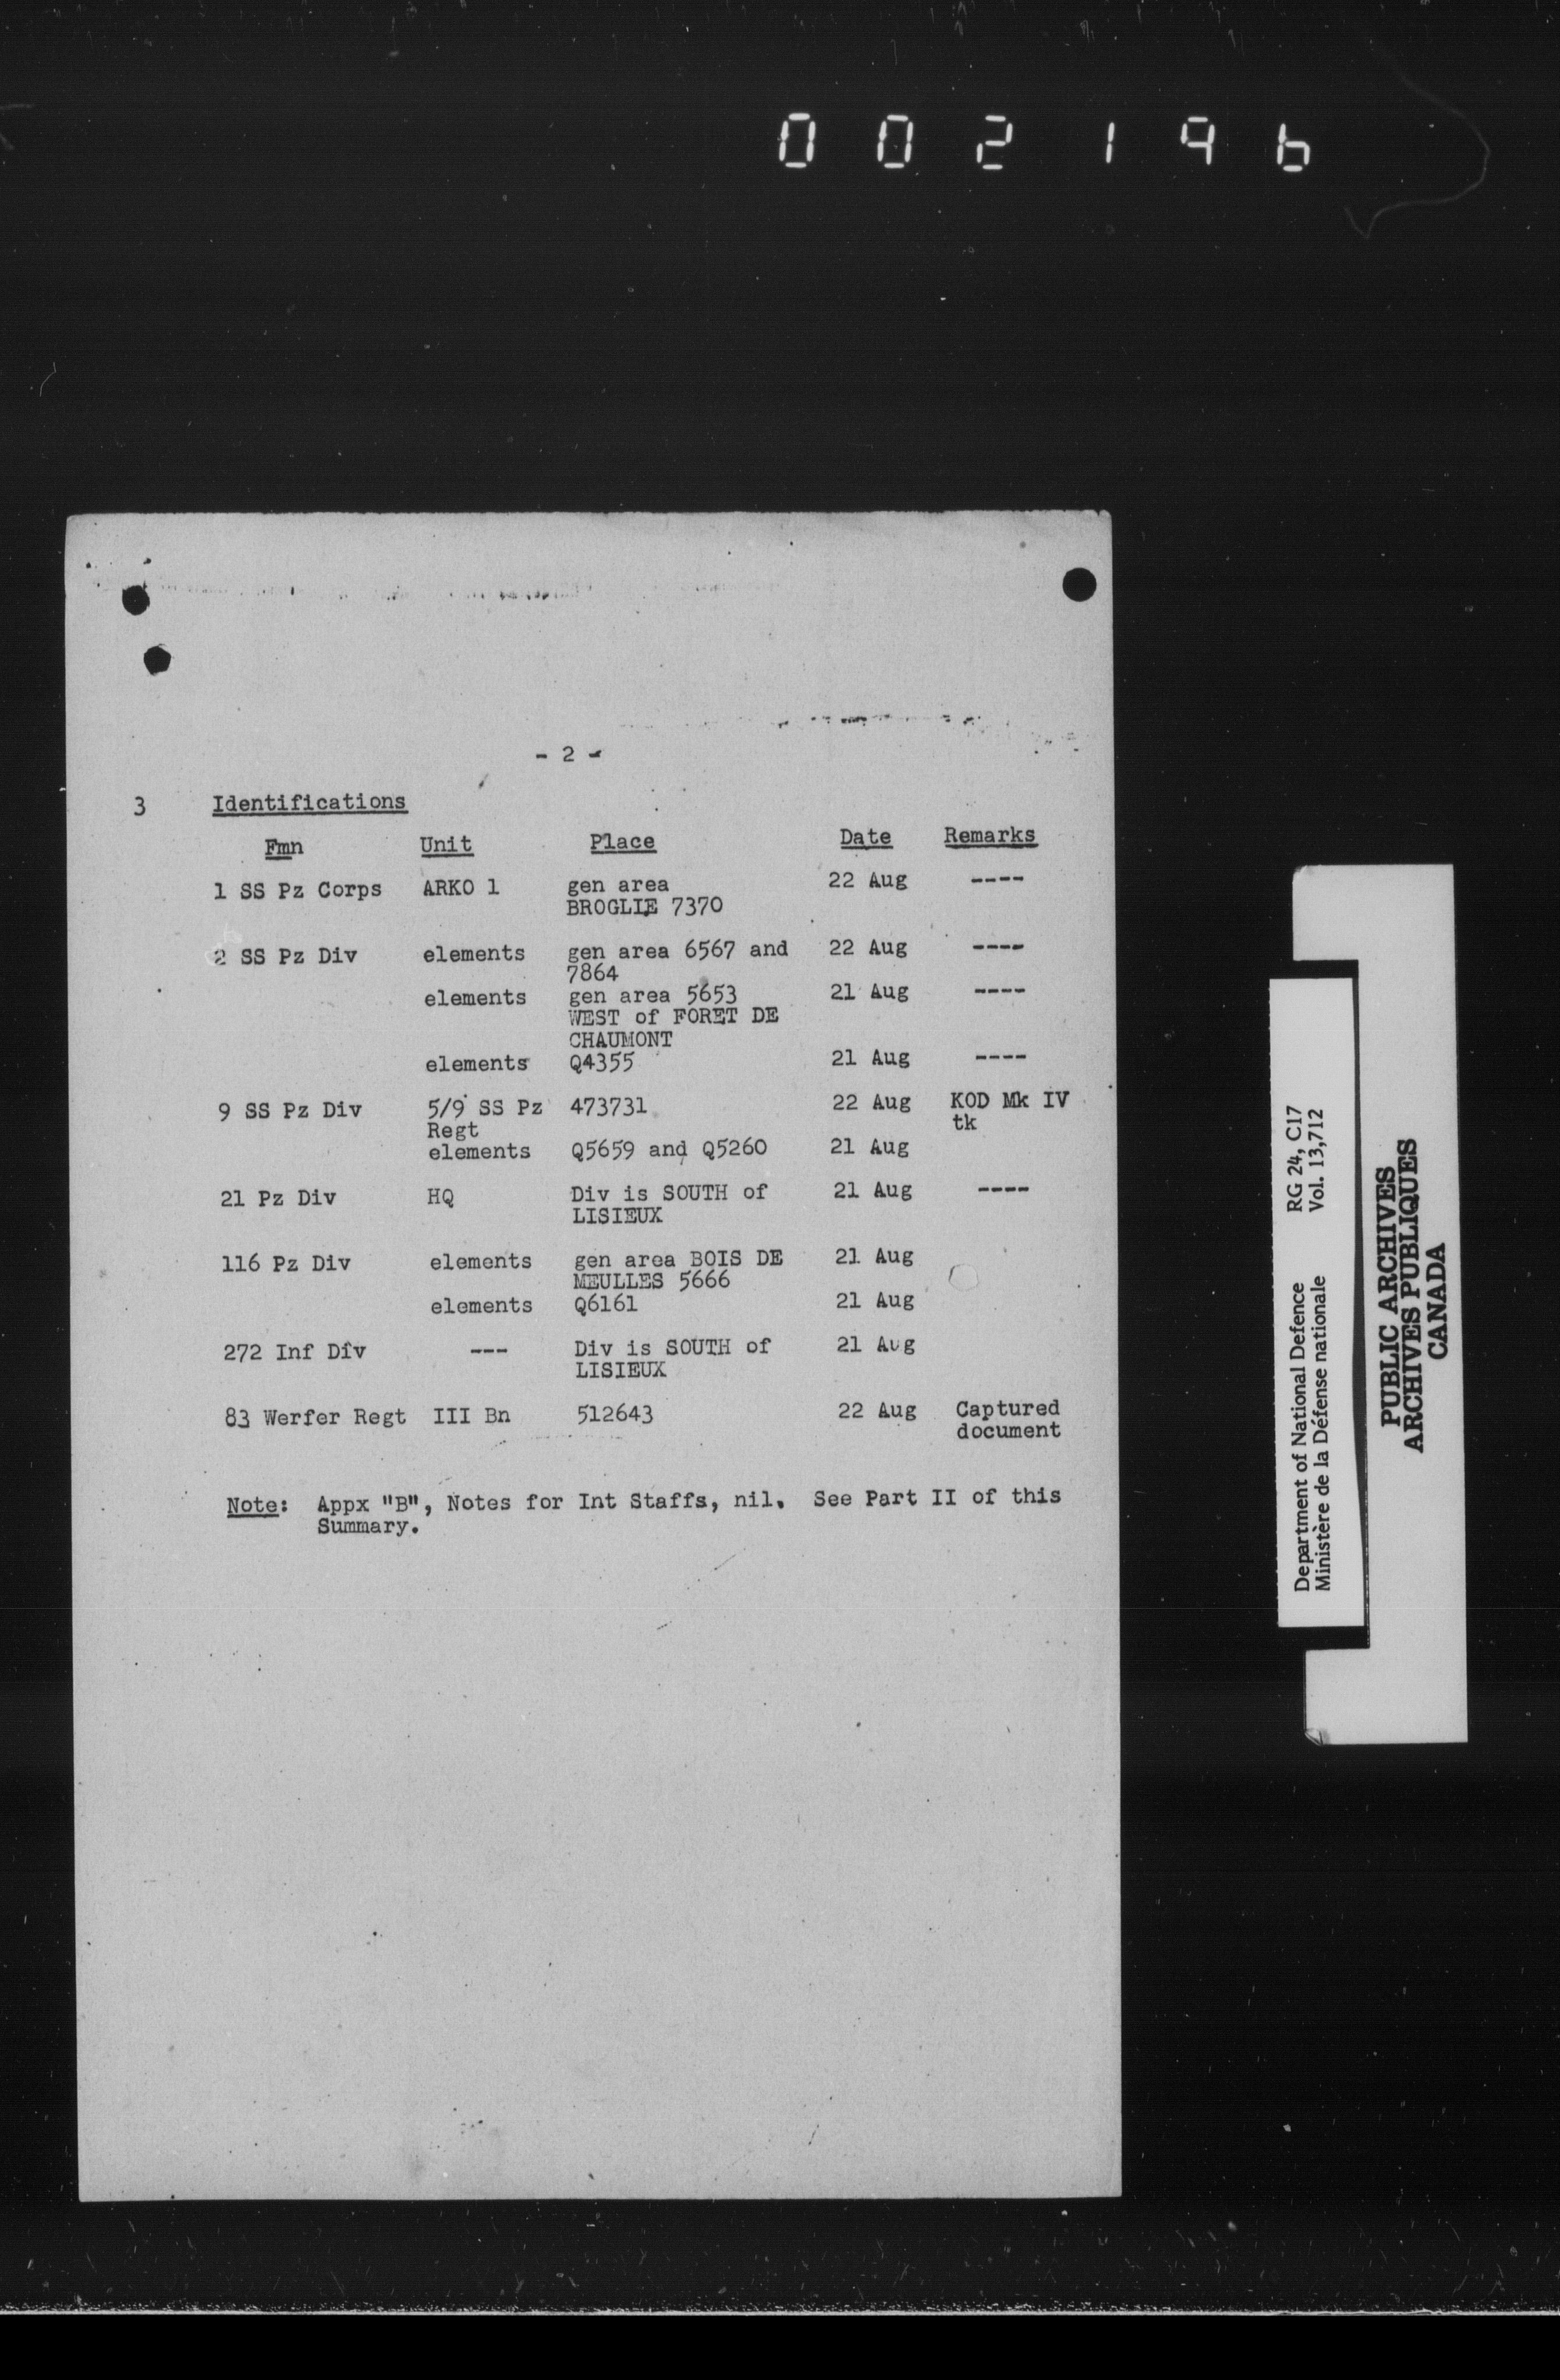 002196
- 2 -
3 Identifications
Fmn Unit Place Date Remarks
1 SS Pz Corps ARKO 1 gen area 22 Aug ----
BROGLIE 7370
2 SS Pz Div elements gen area 6567 and 22 Aug ----
7864
elements gen area 5653 21 Aug ----
WEST of FORET DE
CHAUMONT
elements Q4355 21 Aug ----
9 SS Pz Div 5/9 SS Pz 473731 22 Aug KOD Mk IV
Regt tk
elements Q5659 and Q5260 21 Aug
21 Pz Div HQ Div is SOUTH of 21 Aug ----
LISIEUX
116 Pz Div elements gen area BOIS DE 21 Aug
MEULLES 5666
elements Q6161 21 Aug
272 Inf Div --- Div is SOUTH of 21 Aug
LISIEUX
83 Werfer Regt III Bn 512643 22 Aug Captured
document
Note: Appx "B", Notes for Int Staffs, nil. See Part II of this
Summary.
Department of National Defence RG 24, C17
Ministère de la Défense nationale Vol. 13,712
PUBLIC ARCHIVES
ARCHIVES PUBLIQUES
CANADA